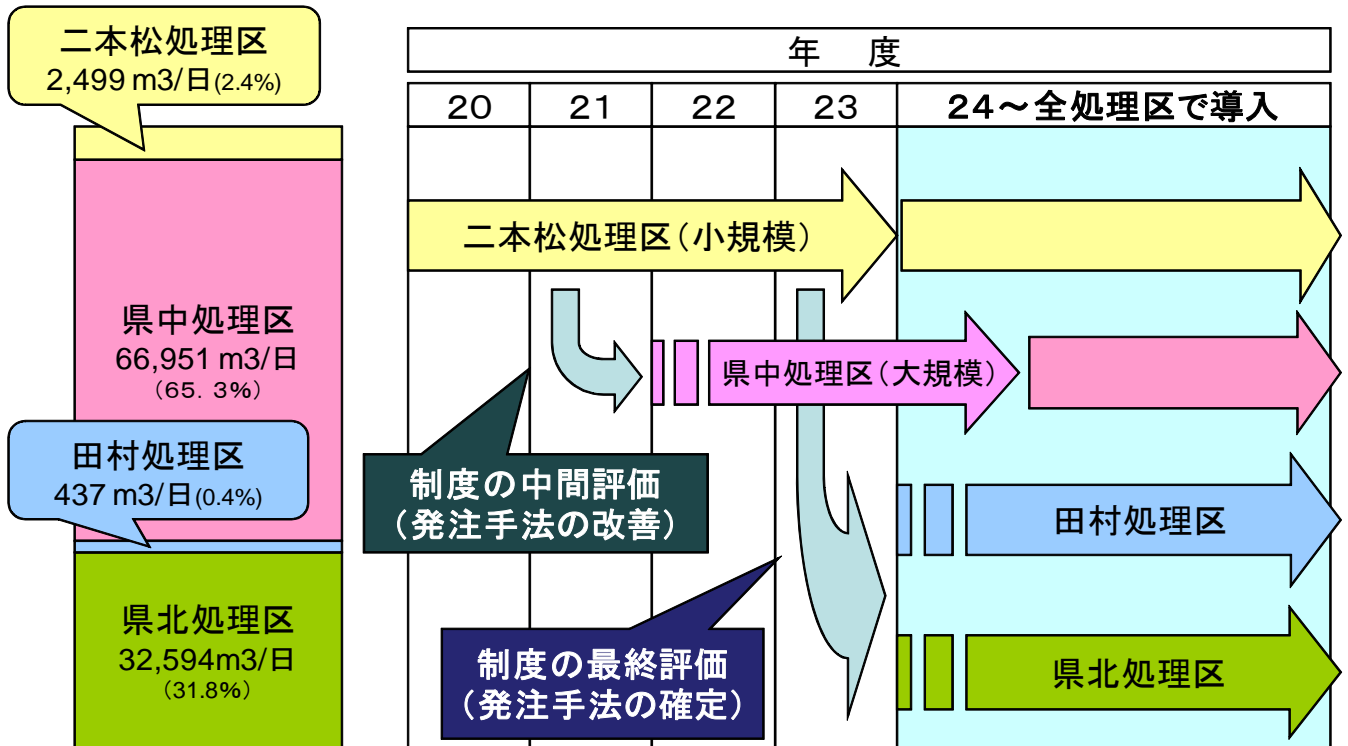 二本松処理区
2,499 m3/日(2.4%)
県中処理区
66,951 m3/日
（65. 3%）
田村処理区
437 m3/日(0.4%)
県北処理区
32,594m3/日
（31.8%）
年　度
20 21 22 23 24～全処理区で導入
二本松処理区（小規模）
県中処理区（大規模）
制度の中間評価
（発注手法の改善）
田村処理区
制度の最終評価
（発注手法の確定）
県北処理区